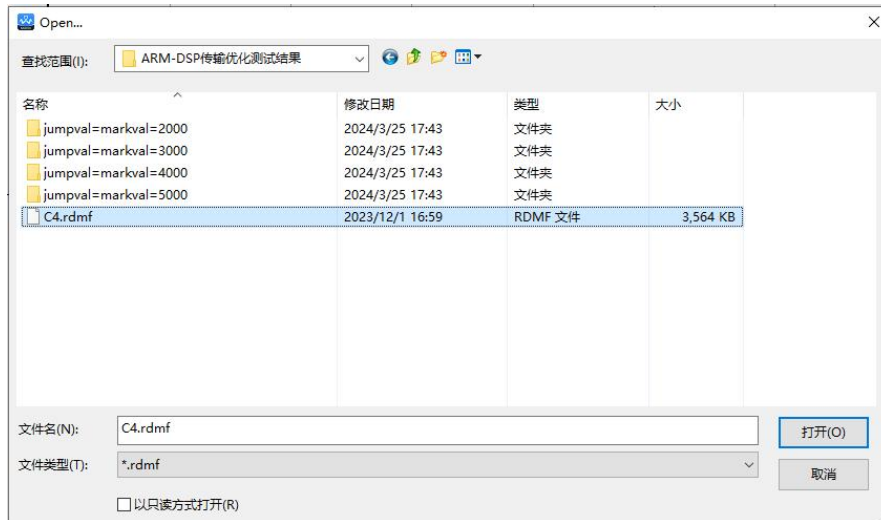 Open...
查找范围(I): ARM-DSP传输优化测试结果
名称 修改日期 类型 大小
jumpval=markval=2000 2024/3/25 17:43 文件夹
jumpval=markval=3000 2024/3/25 17:43 文件夹
jumpval=markval=4000 2024/3/25 17:43 文件夹
jumpval=markval=5000 2024/3/25 17:43 文件夹
C4.rdmf 2023/12/1 16:59 RDMF 文件 3,564 KB
文件名(N): C4.rdmf 打开(O)
文件类型(T): *.rdmf 取消
以只读方式打开(R)